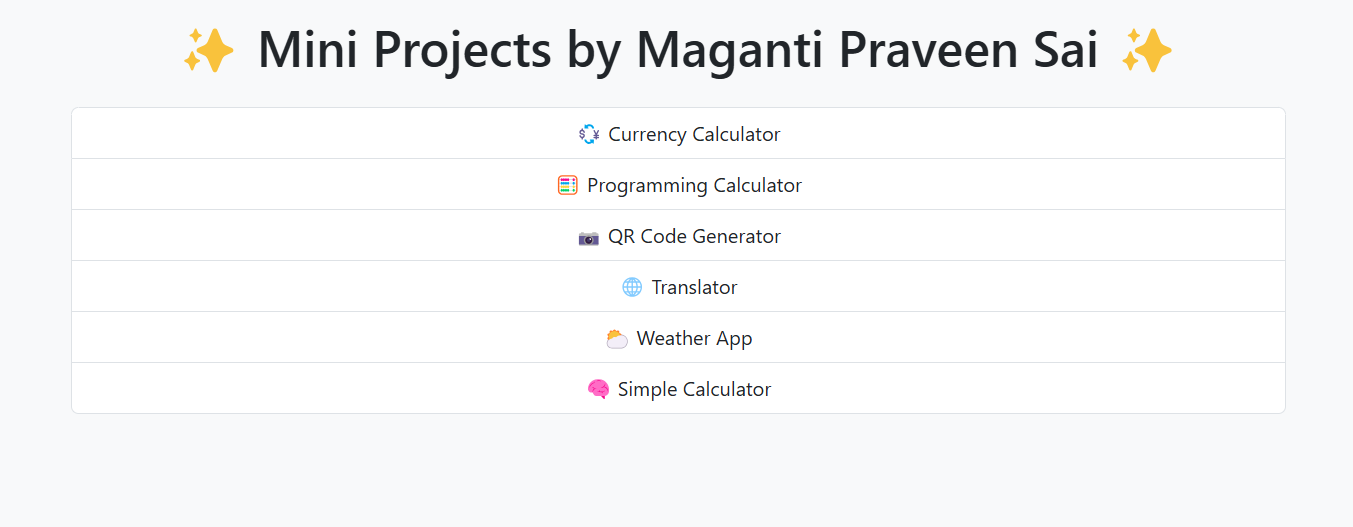 ✨ Mini Projects by Maganti Praveen Sai ✨
💱 Currency Calculator
🧮 Programming Calculator
📷 QR Code Generator
🌐 Translator
🌥️ Weather App
🧠 Simple Calculator